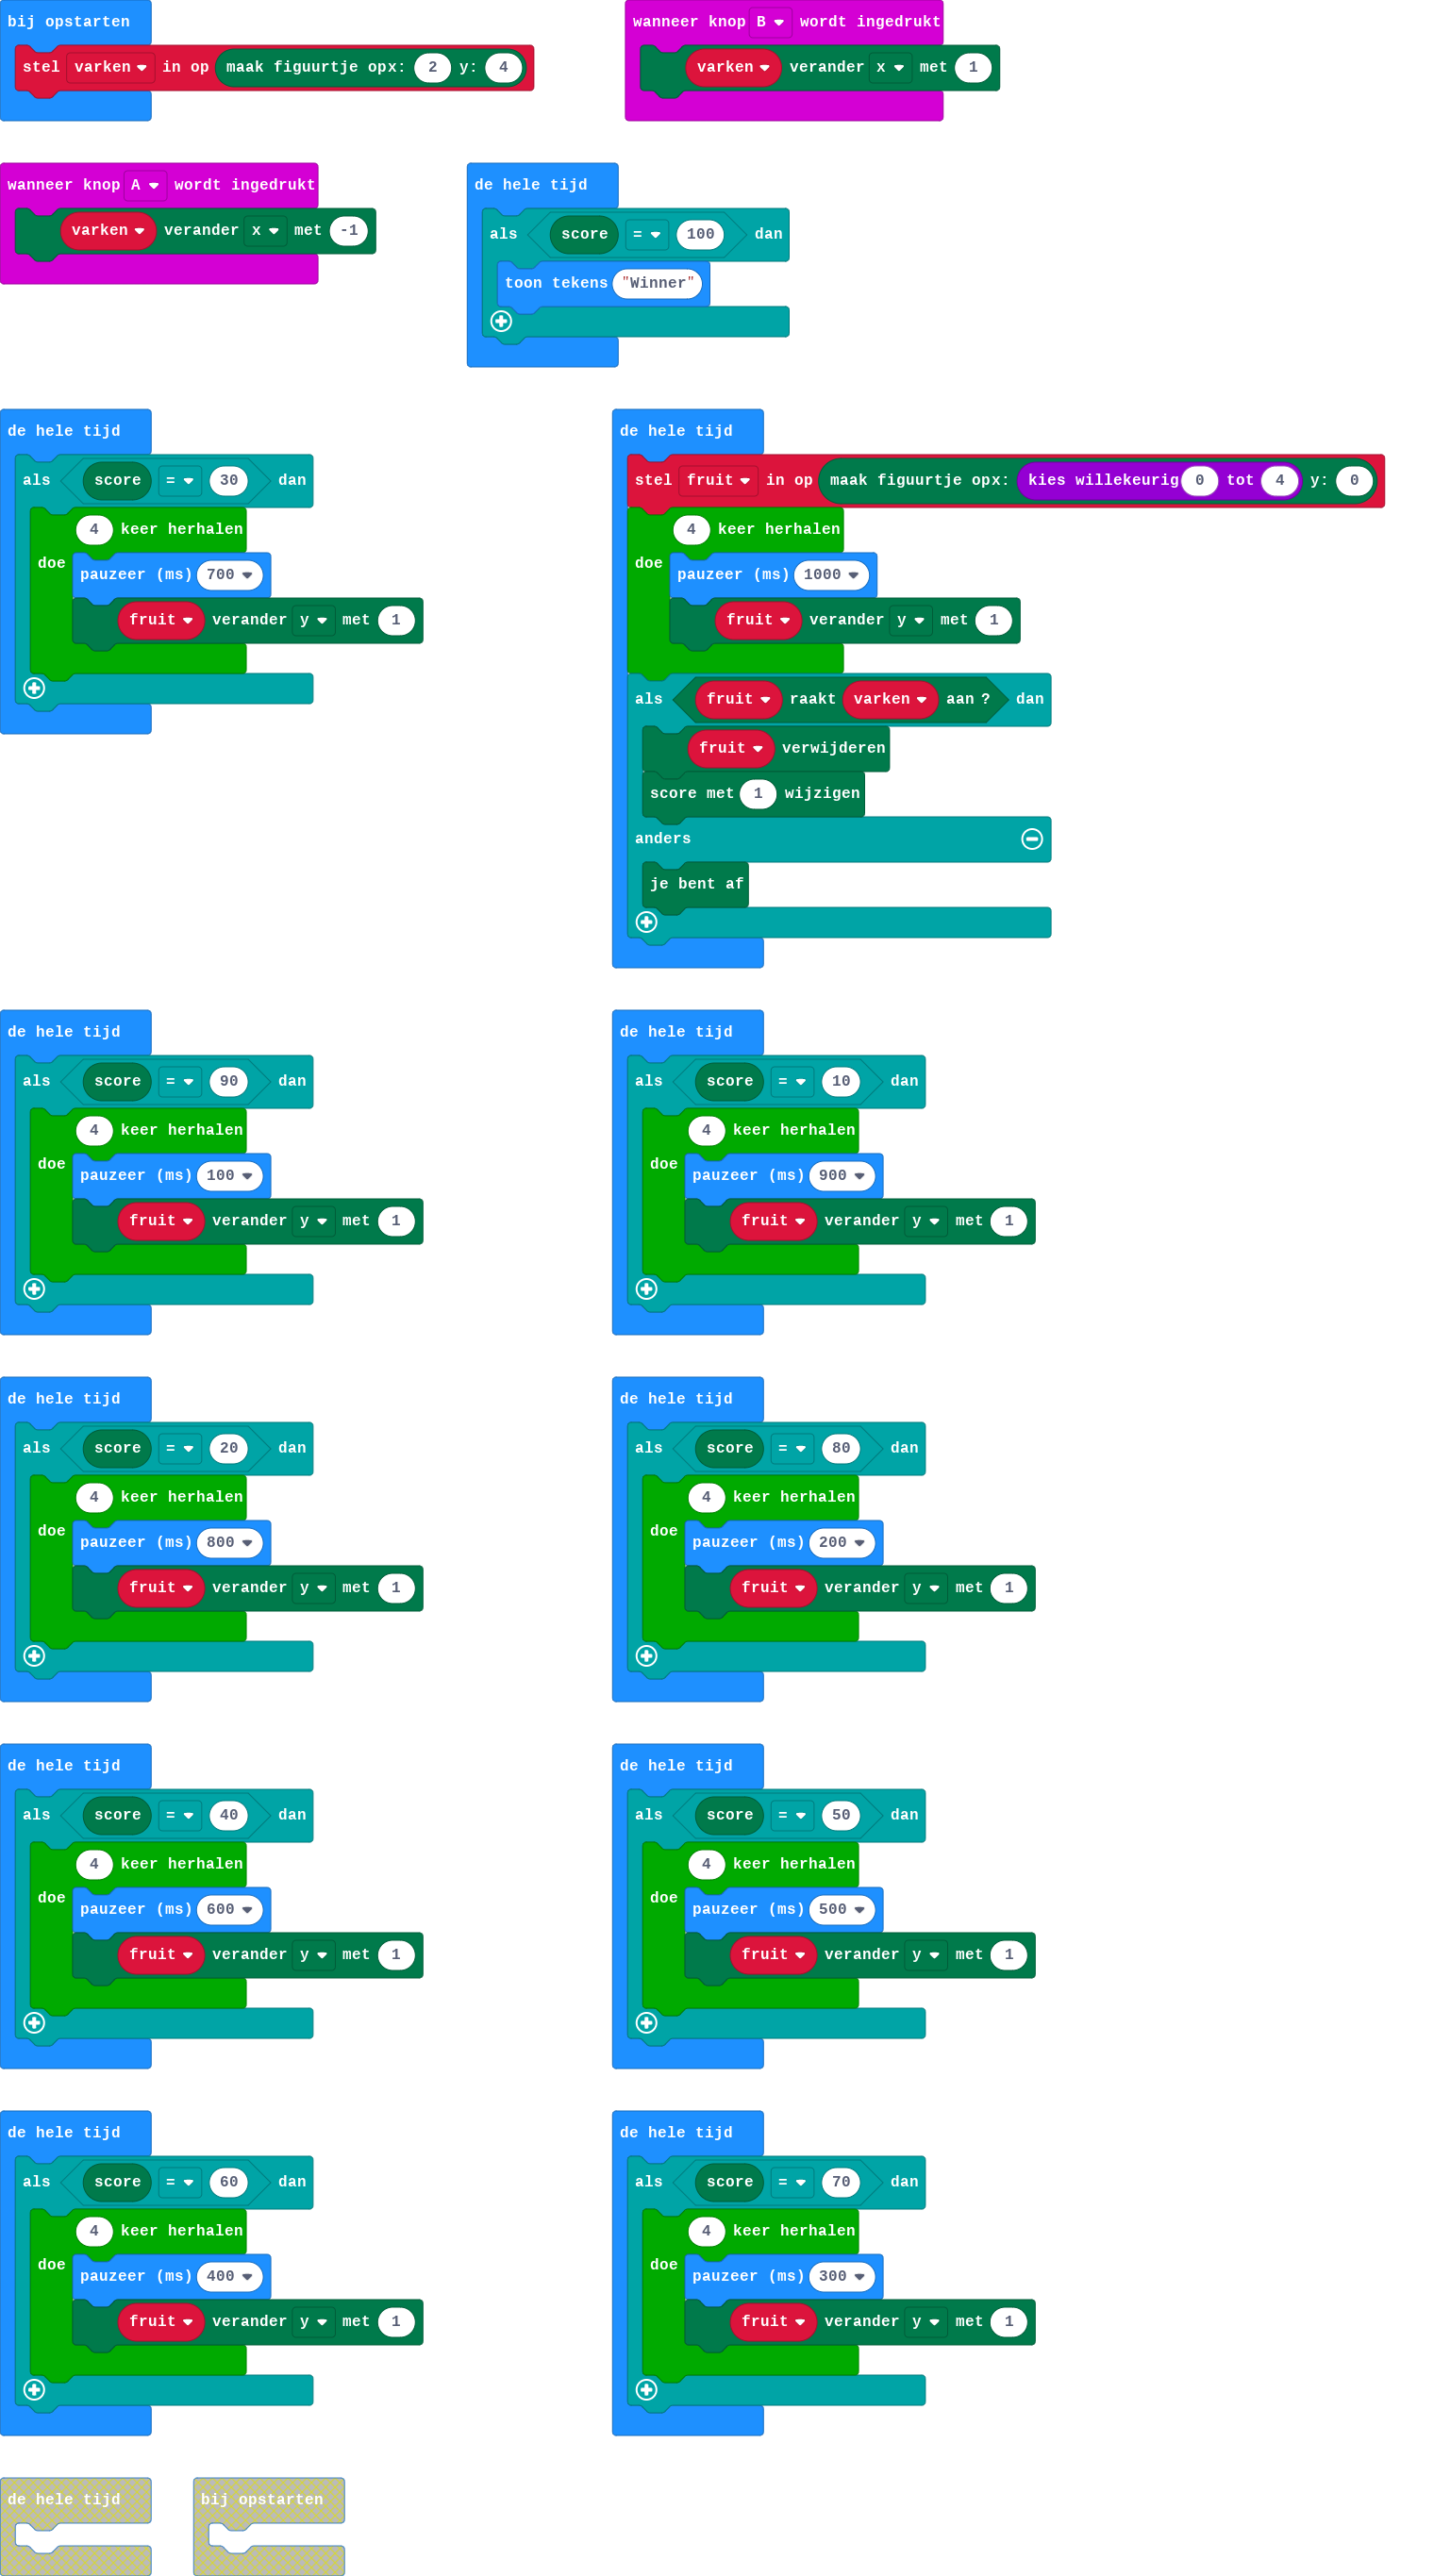 bij opstarten
stel varken in op maak figuurtje opx: 2 y: 4
wanneer knop B wordt ingedrukt
varken verander x met 1
wanneer knop A wordt ingedrukt
varken verander x met -1
de hele tijd
als score = 100 dan
toon tekens "Winner"
de hele tijd
als score = 30 dan
4 keer herhalen
doe
pauzeer (ms) 700
fruit verander y met 1
de hele tijd
stel fruit in op maak figuurtje opx: kies willekeurig 0 tot 4 y: 0
4 keer herhalen
doe
pauzeer (ms) 1000
fruit verander y met 1
als fruit raakt varken aan ? dan
fruit verwijderen
score met 1 wijzigen
anders
je bent af
de hele tijd
als score = 90 dan
4 keer herhalen
doe
pauzeer (ms) 100
fruit verander y met 1
de hele tijd
als score = 10 dan
4 keer herhalen
doe
pauzeer (ms) 900
fruit verander y met 1
de hele tijd
als score = 20 dan
4 keer herhalen
doe
pauzeer (ms) 800
fruit verander y met 1
de hele tijd
als score = 80 dan
4 keer herhalen
doe
pauzeer (ms) 200
fruit verander y met 1
de hele tijd
als score = 40 dan
4 keer herhalen
doe
pauzeer (ms) 600
fruit verander y met 1
de hele tijd
als score = 50 dan
4 keer herhalen
doe
pauzeer (ms) 500
fruit verander y met 1
de hele tijd
als score = 60 dan
4 keer herhalen
doe
pauzeer (ms) 400
fruit verander y met 1
de hele tijd
als score = 70 dan
4 keer herhalen
doe
pauzeer (ms) 300
fruit verander y met 1
de hele tijd
bij opstarten